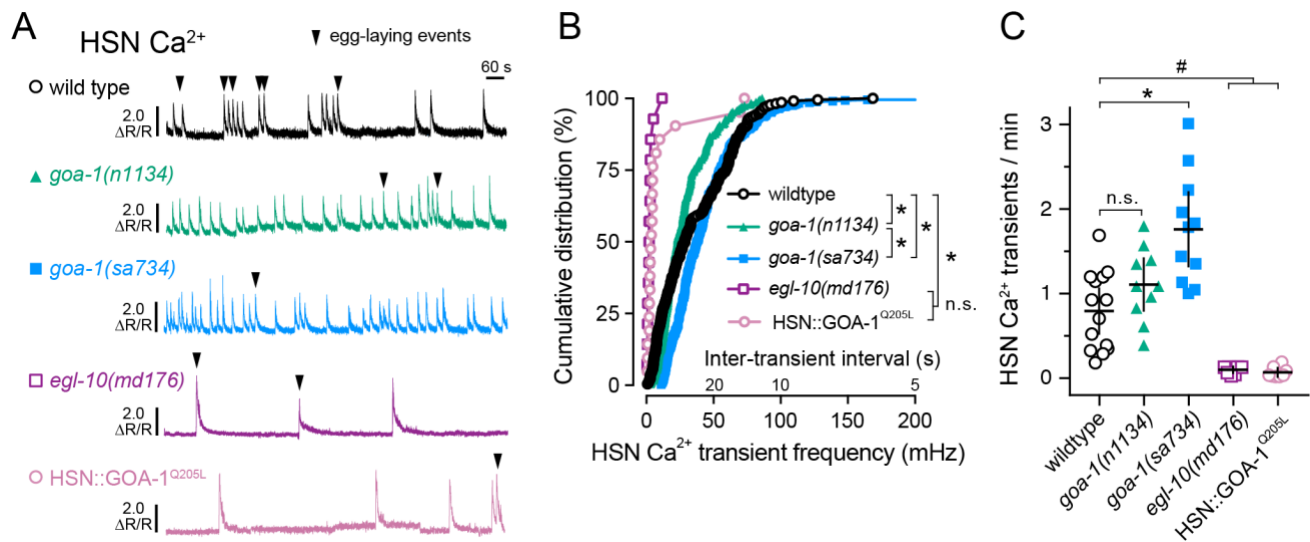 A
HSN Ca²⁺
▼ egg-laying events
60 s
wild type
2.0
ΔR/R
goa-1(n1134)
2.0
ΔR/R
goa-1(sa734)
2.0
ΔR/R
egl-10(md176)
2.0
ΔR/R
HSN::GOA-1Q205L
2.0
ΔR/R
B
Cumulative distribution (%)
100
75
50
25
0
wildtype
goa-1(n1134)
goa-1(sa734)
egl-10(md176)
HSN::GOA-1Q205L
*
*
*
*
n.s.
Inter-transient interval (s)
20 10 5
0 50 100 150 200
HSN Ca²⁺ transient frequency (mHz)
C
HSN Ca²⁺ transients / min
#
*
n.s.
3
2
1
0
wildtype
goa-1(n1134)
goa-1(sa734)
egl-10(md176)
HSN::GOA-1Q205L